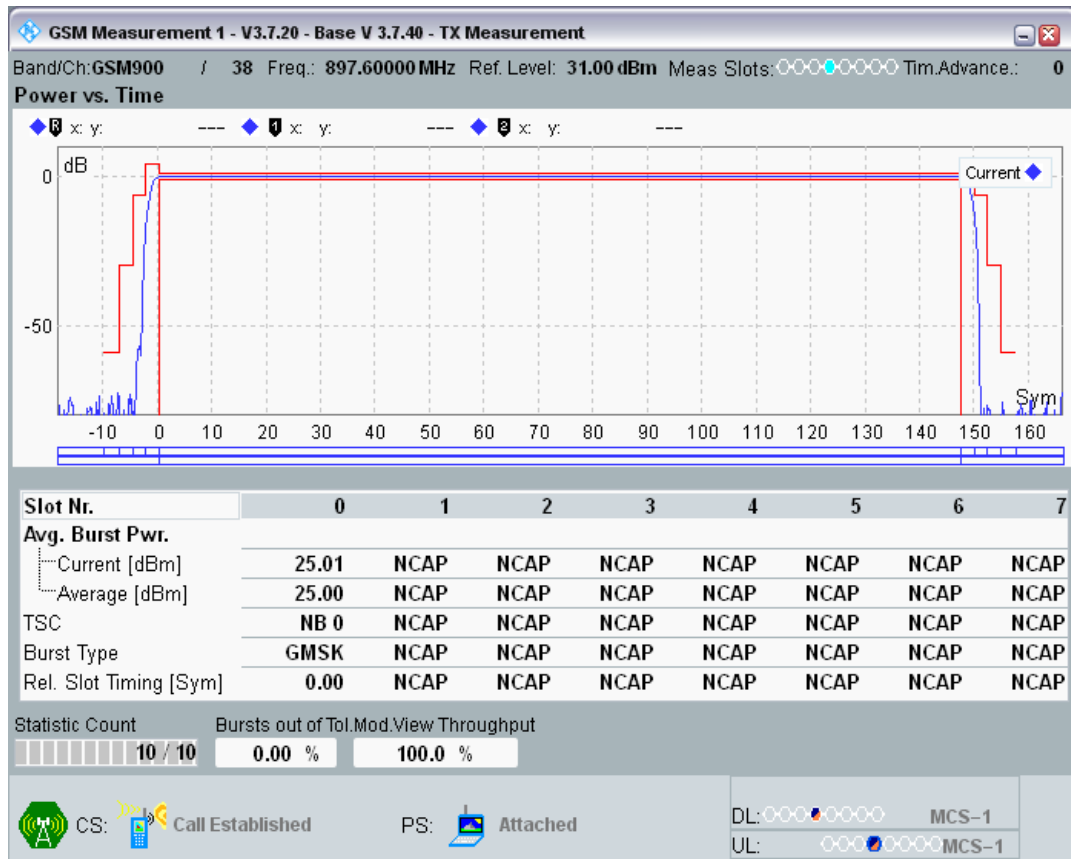 GSM Measurement 1 - V3.7.20 - Base V 3.7.40 - TX Measurement
Band/Ch:GSM900 / 38 Freq.: 897.60000 MHz Ref. Level: 31.00 dBm Meas Slots: Tim.Advance.: 0
Power vs. Time
R x: y: --- 1 x: y: --- 2 x: y: ---
dB
Current
0
-50
Sym
-10 0 10 20 30 40 50 60 70 80 90 100 110 120 130 140 150 160
Slot Nr. 0 1 2 3 4 5 6 7
Avg. Burst Pwr.
Current [dBm] 25.01 NCAP NCAP NCAP NCAP NCAP NCAP NCAP
Average [dBm] 25.00 NCAP NCAP NCAP NCAP NCAP NCAP NCAP
TSC NB 0 NCAP NCAP NCAP NCAP NCAP NCAP NCAP
Burst Type GMSK NCAP NCAP NCAP NCAP NCAP NCAP NCAP
Rel. Slot Timing [Sym] 0.00 NCAP NCAP NCAP NCAP NCAP NCAP NCAP
Statistic Count Bursts out of Tol.Mod.View Throughput
10 / 10 0.00 % 100.0 %
CS: Call Established PS: Attached
DL: MCS-1
UL: MCS-1